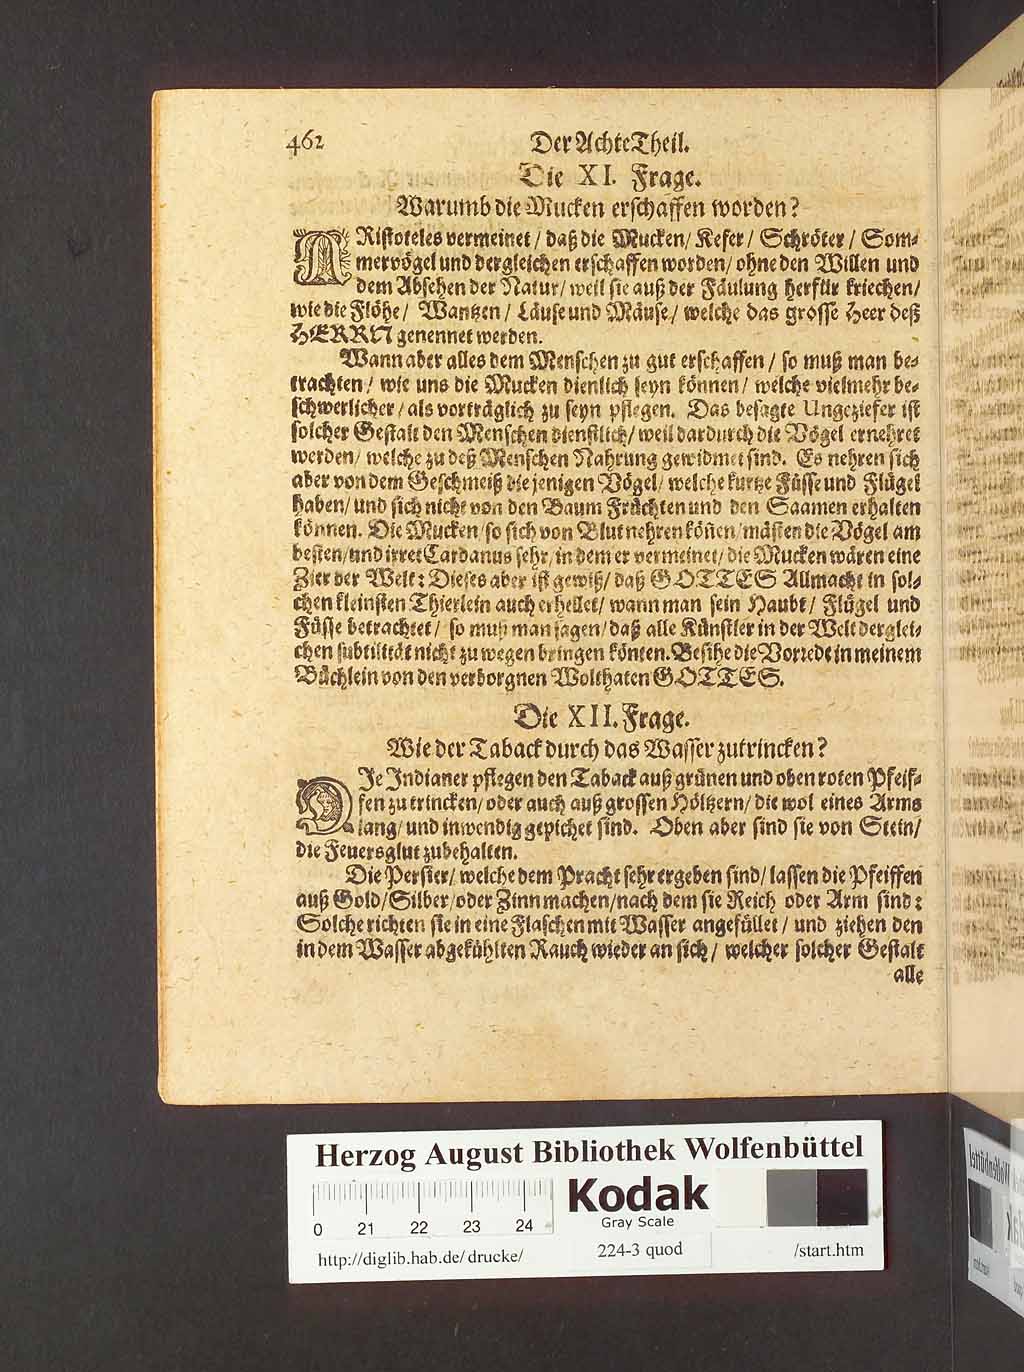 462
Der Achte Theil.
Die XI. Frage.
Warumb die Mucken erschaffen worden?
ARistoteles vermeinet / daß die Mucken/ Kefer / Schröter / Som-
mervögel und dergleichen erschaffen worden/ ohne den Willen und
dem Absehen der Natur/ weil sie auß der Fäulung herfür kriechen/
wie die Flöhe/ Wantzen / Läuse und Mäuse/ welche das grosse Heer deß
HERRN genennet werden.
Wann aber alles dem Menschen zu gut erschaffen / so muß man be-
trachten / wie uns die Mucken dienlich seyn können / welche vielmehr be-
schwerlicher / als vorträglich zu seyn pflegen. Das besagte Ungeziefer ist
solcher Gestalt den Menschen dienstlich/ weil dardurch die Vögel ernehret
werden/ welche zu deß Menschen Nahrung gewidmet sind. Es nehren sich
aber von dem Geschmeiß die jenigen Vögel/ welche kurtze Füsse und Flügel
haben/ und sich nicht von den Baum Früchten und den Saamen erhalten
können. Die Mucken/ so sich von Blut nehrenköñen/ mästen die Vögel am
besten/ und irret Cardanus sehr/ in dem er vermeinet/ die Mucken wären eine
Zier der Welt: Dieses aber ist gewiß/ daß GOTTES Allmacht in sol-
chen kleinsten Thierlein auch erhellet/ wann man sein Haubt/ Flügel und
Füsse betrachtet/ so muß man sagen/ daß alle Künstler in der Welt derglei-
chen subtilität nicht zu wegen bringen könten. Besihe die Vorrede in meinem
Büchlein von den verborgnen Wolthaten GOTTES.
Die XII. Frage.
Wie der Taback durch das Wasser zutrincken?
DJe Jndianer pflegen den Taback auß grünen und oben roten Pfeif-
fen zu trincken/ oder auch auß grossen Höltzern/ die wol eines Arms
lang/ und inwendig gepichet sind. Oben aber sind sie von Stein/
die Feuersglut zubehalten.
Die Persier/ welche dem Pracht sehr ergeben sind/ lassen die Pfeiffen
auß Gold/ Silber/ oder Zinn machen/ nach dem sie Reich oder Arm sind:
Solche richten sie in eine Flaschen mit Wasser angefüllet / und ziehen den
in dem Wasser abgekühlten Rauch wieder an sich / welcher solcher Gestalt
alle
Herzog August Bibliothek Wolfenbüttel
0 21 22 23 24
Kodak
Gray Scale
http://diglib.hab.de/ drucke/
224-3 quod
/start.htm